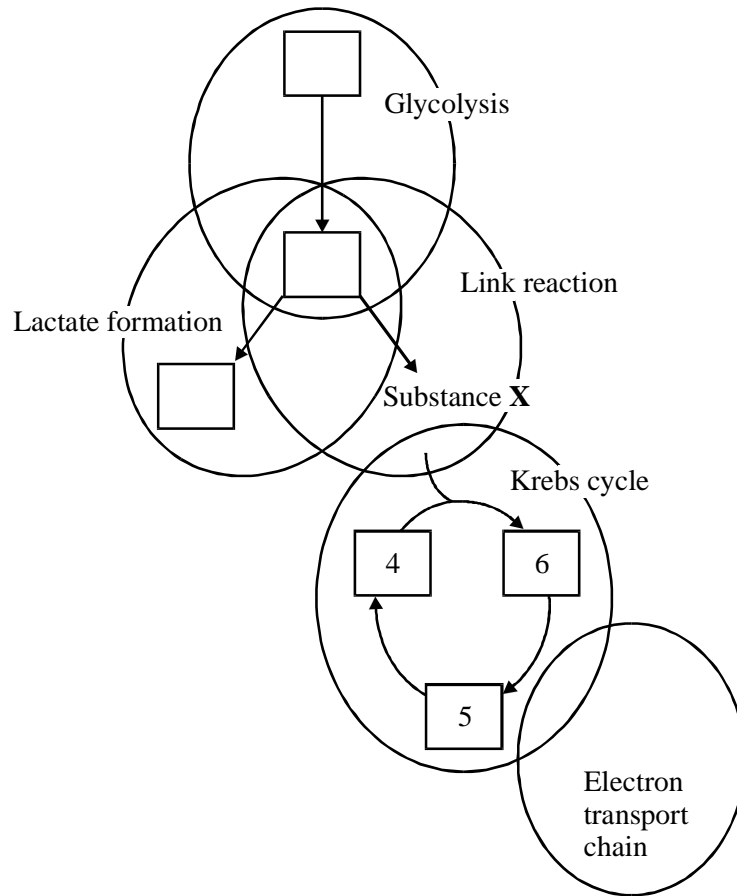 Glycolysis
Link reaction
Lactate formation
Substance X
Krebs cycle
4
6
5
Electron
transport
chain